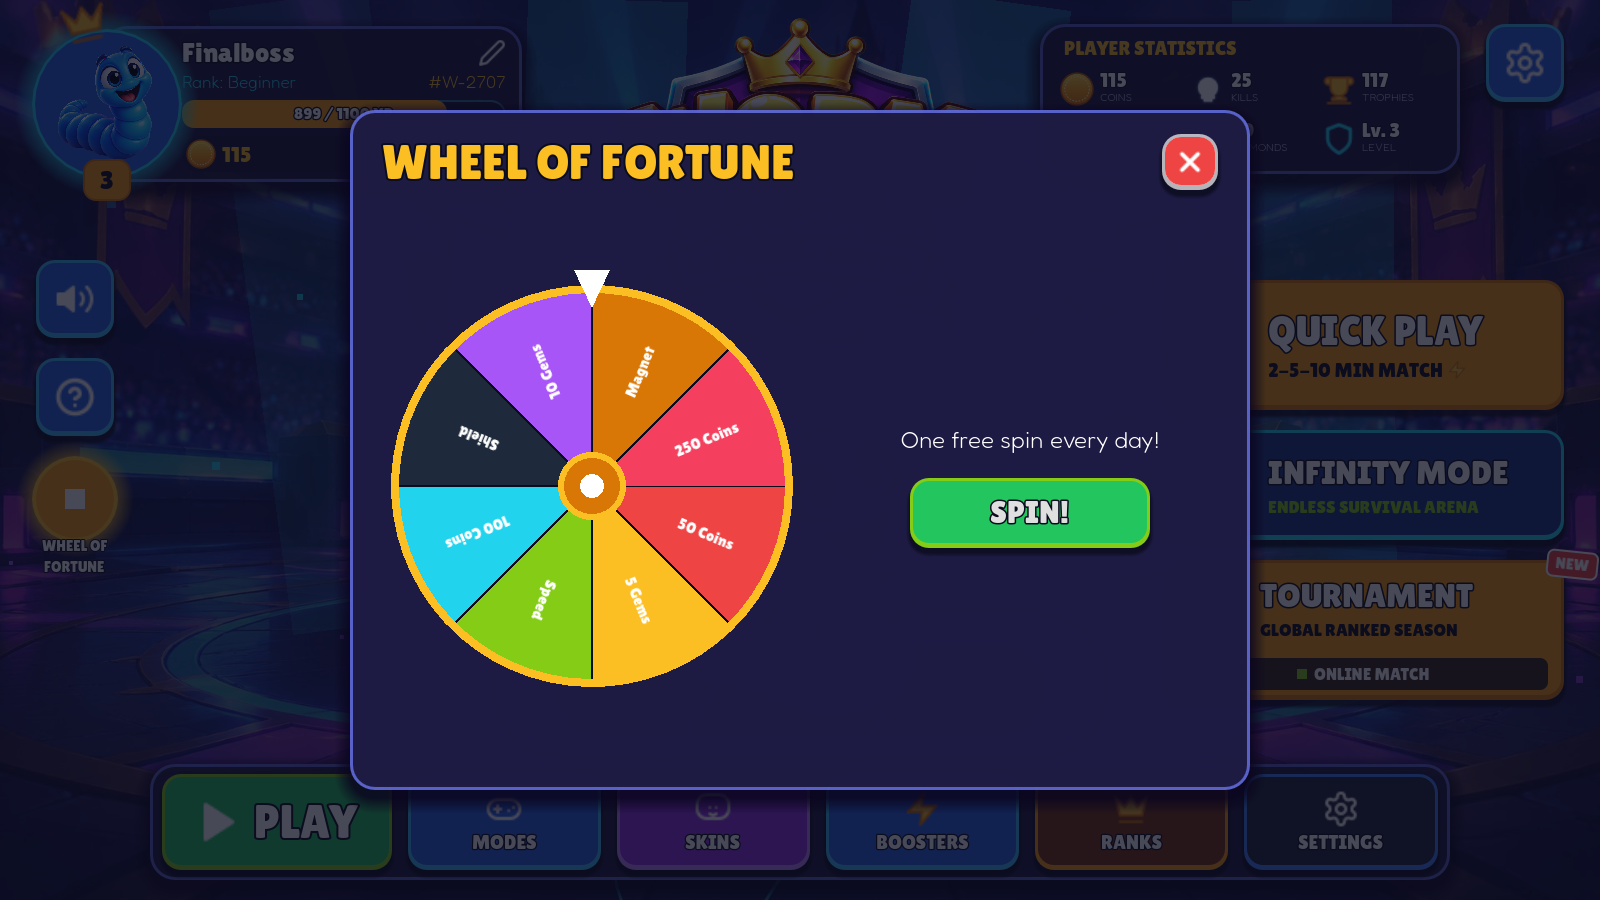 Finalboss
Rank: Beginner
#W-2707
899 / 1100 XP
115
3
PLAYER STATISTICS
115
COINS
25
KILLS
117
TROPHIES
Lv. 3
LEVEL
WHEEL OF FORTUNE
10 Gems
Magnet
250 Coins
50 Coins
5 Gems
Speed
100 Coins
Shield
One free spin every day!
SPIN!
WHEEL OF
FORTUNE
QUICK PLAY
2-5-10 MIN MATCH
INFINITY MODE
ENDLESS SURVIVAL ARENA
NEW
TOURNAMENT
GLOBAL RANKED SEASON
ONLINE MATCH
PLAY
MODES
SKINS
BOOSTERS
RANKS
SETTINGS